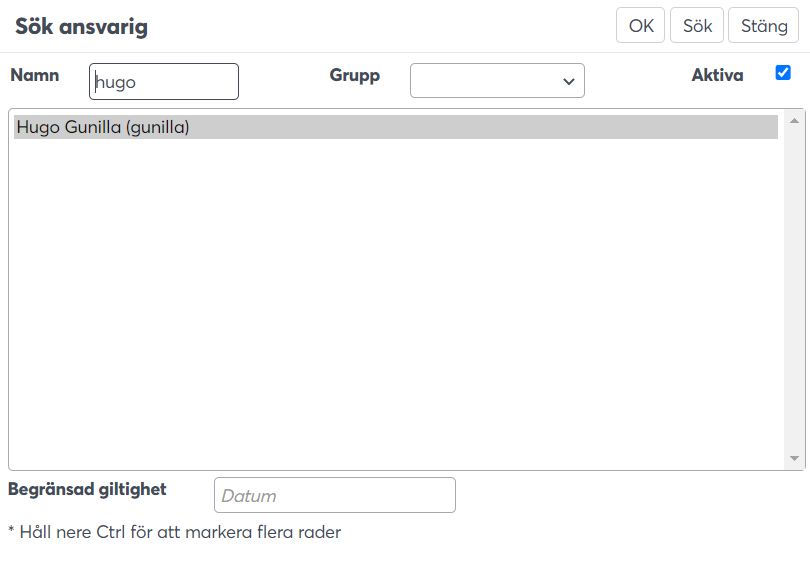 Sök ansvarig OK Sök Stäng
Namn hugo Grupp Aktiva
Hugo Gunilla (gunilla)
Begränsad giltighet Datum
* Håll nere Ctrl för att markera flera rader